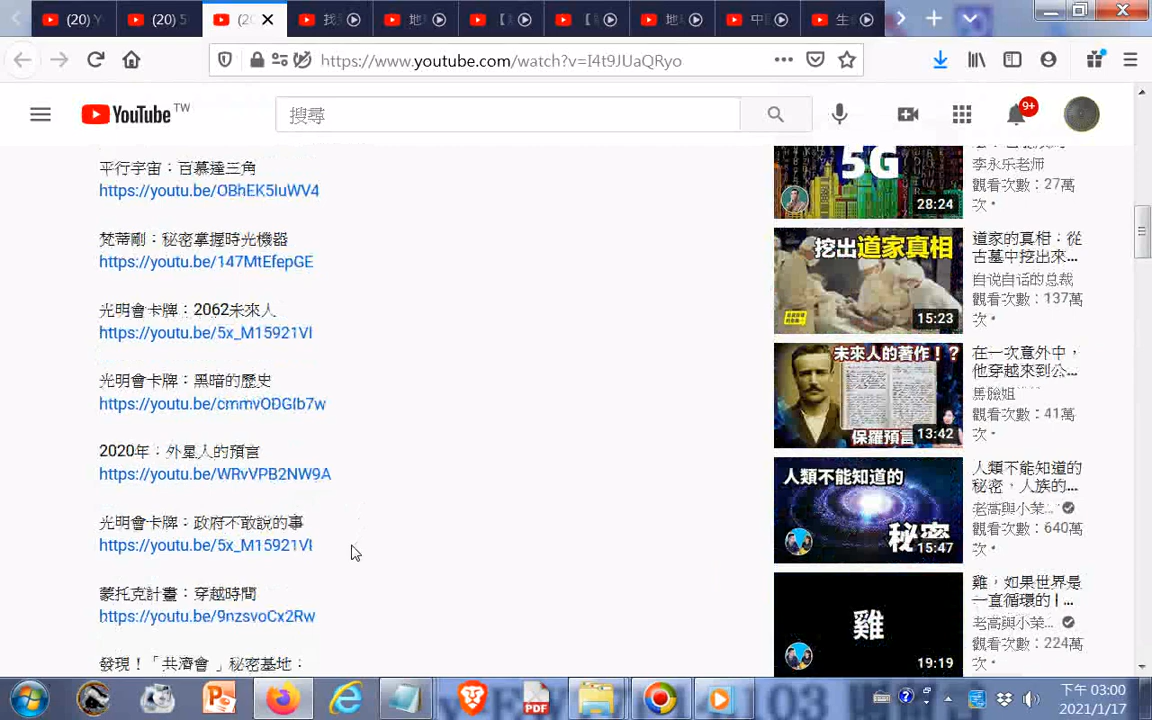 (20) Y
(20) 5
(20)
找
地
【
【
地
中
生
https://www.youtube.com/watch?v=I4t9JUaQRyo
YouTube TW
搜尋
9+
平行宇宙：百慕達三角
https://youtu.be/OBhEK5IuWV4
梵蒂剛：秘密掌握時光機器
https://youtu.be/147MtEfepGE
光明會卡牌：2062未來人
https://youtu.be/5x_M15921VI
光明會卡牌：黑暗的歷史
https://youtu.be/cmmvODGIb7w
2020年：外星人的預言
https://youtu.be/WRvVPB2NW9A
光明會卡牌：政府不敢說的事
https://youtu.be/5x_M15921VI
蒙托克計畫：穿越時間
https://youtu.be/9nzsvoCx2Rw
發現！「共濟會 」秘密基地：
5G
28:24
李永乐老师
觀看次數：27萬
次・
挖出道家真相
15:23
道家的真相：從
古墓中挖出來...
自说自话的总裁
觀看次數：137萬
次・
未來人的著作！?
保羅預言
13:42
在一次意外中，
他穿越來到公...
馬臉姐
觀看次數：41萬
次・
人類不能知道的
秘密
15:47
人類不能知道的
秘密，人族的...
老高與小茉...
觀看次數：640萬
次・
雞
19:19
雞，如果世界是
一直循環的 | ...
老高與小茉...
觀看次數：224萬
次・
PDF
下午 03:00
2021/1/17